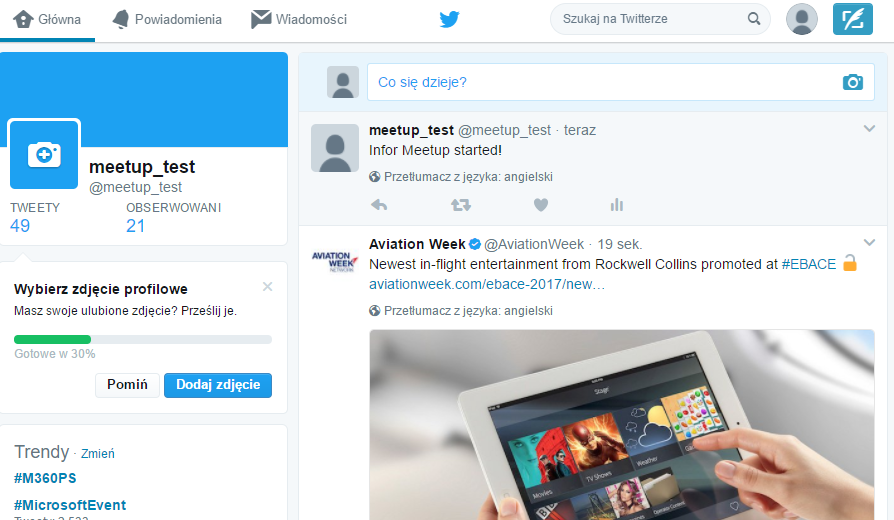 Główna
Powiadomienia
Wiadomości
Szukaj na Twitterze
meetup_test
@meetup_test
TWEETY
OBSERWOWANI
49
21
Wybierz zdjęcie profilowe
Masz swoje ulubione zdjęcie? Prześlij je.
Gotowe w 30%
Pomiń
Dodaj zdjęcie
Trendy · Zmień
#M360PS
#MicrosoftEvent
Co się dzieje?
meetup_test @meetup_test · teraz
Infor Meetup started!
Przetłumacz z języka: angielski
AVIATION
WEEK
NETWORK
Aviation Week @AviationWeek · 19 sek.
Newest in-flight entertainment from Rockwell Collins promoted at #EBACE
aviationweek.com/ebace-2017/new…
Przetłumacz z języka: angielski
Stage
Movies
TV Shows
Weather